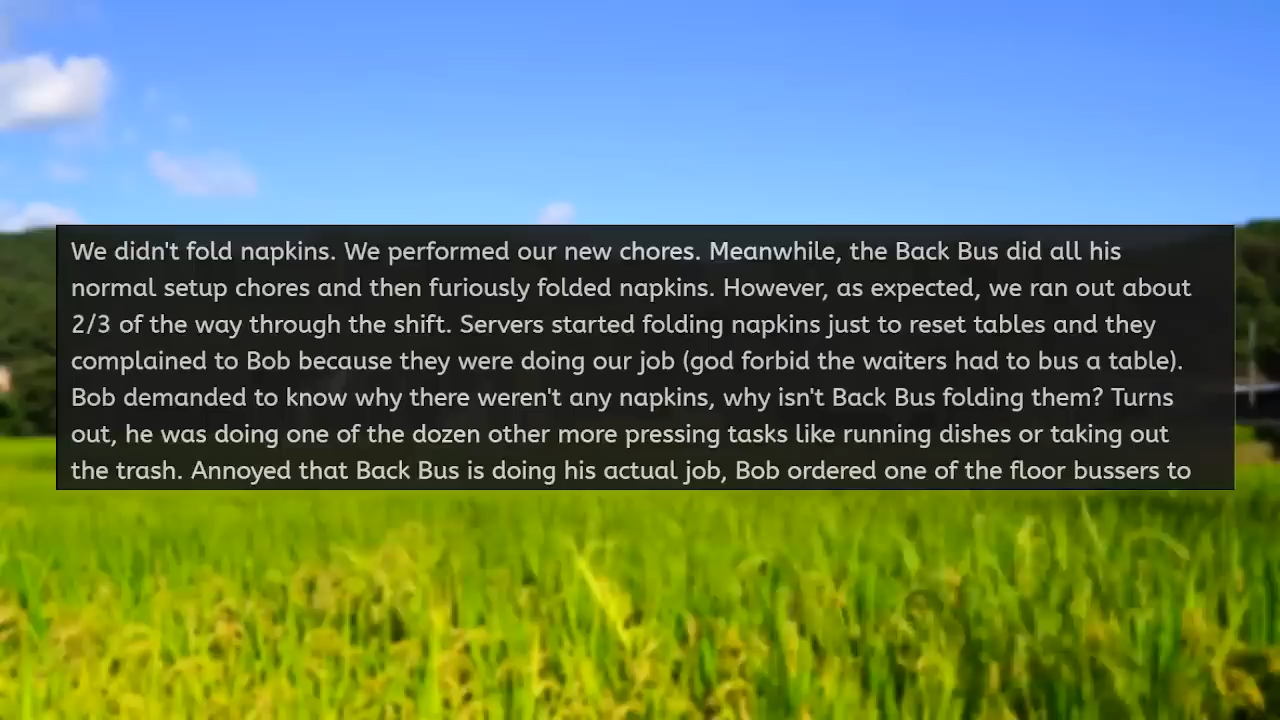 We didn't fold napkins. We performed our new chores. Meanwhile, the Back Bus did all his
normal setup chores and then furiously folded napkins. However, as expected, we ran out about
2/3 of the way through the shift. Servers started folding napkins just to reset tables and they
complained to Bob because they were doing our job (god forbid the waiters had to bus a table).
Bob demanded to know why there weren't any napkins, why isn't Back Bus folding them? Turns
out, he was doing one of the dozen other more pressing tasks like running dishes or taking out
the trash. Annoyed that Back Bus is doing his actual job, Bob ordered one of the floor bussers to